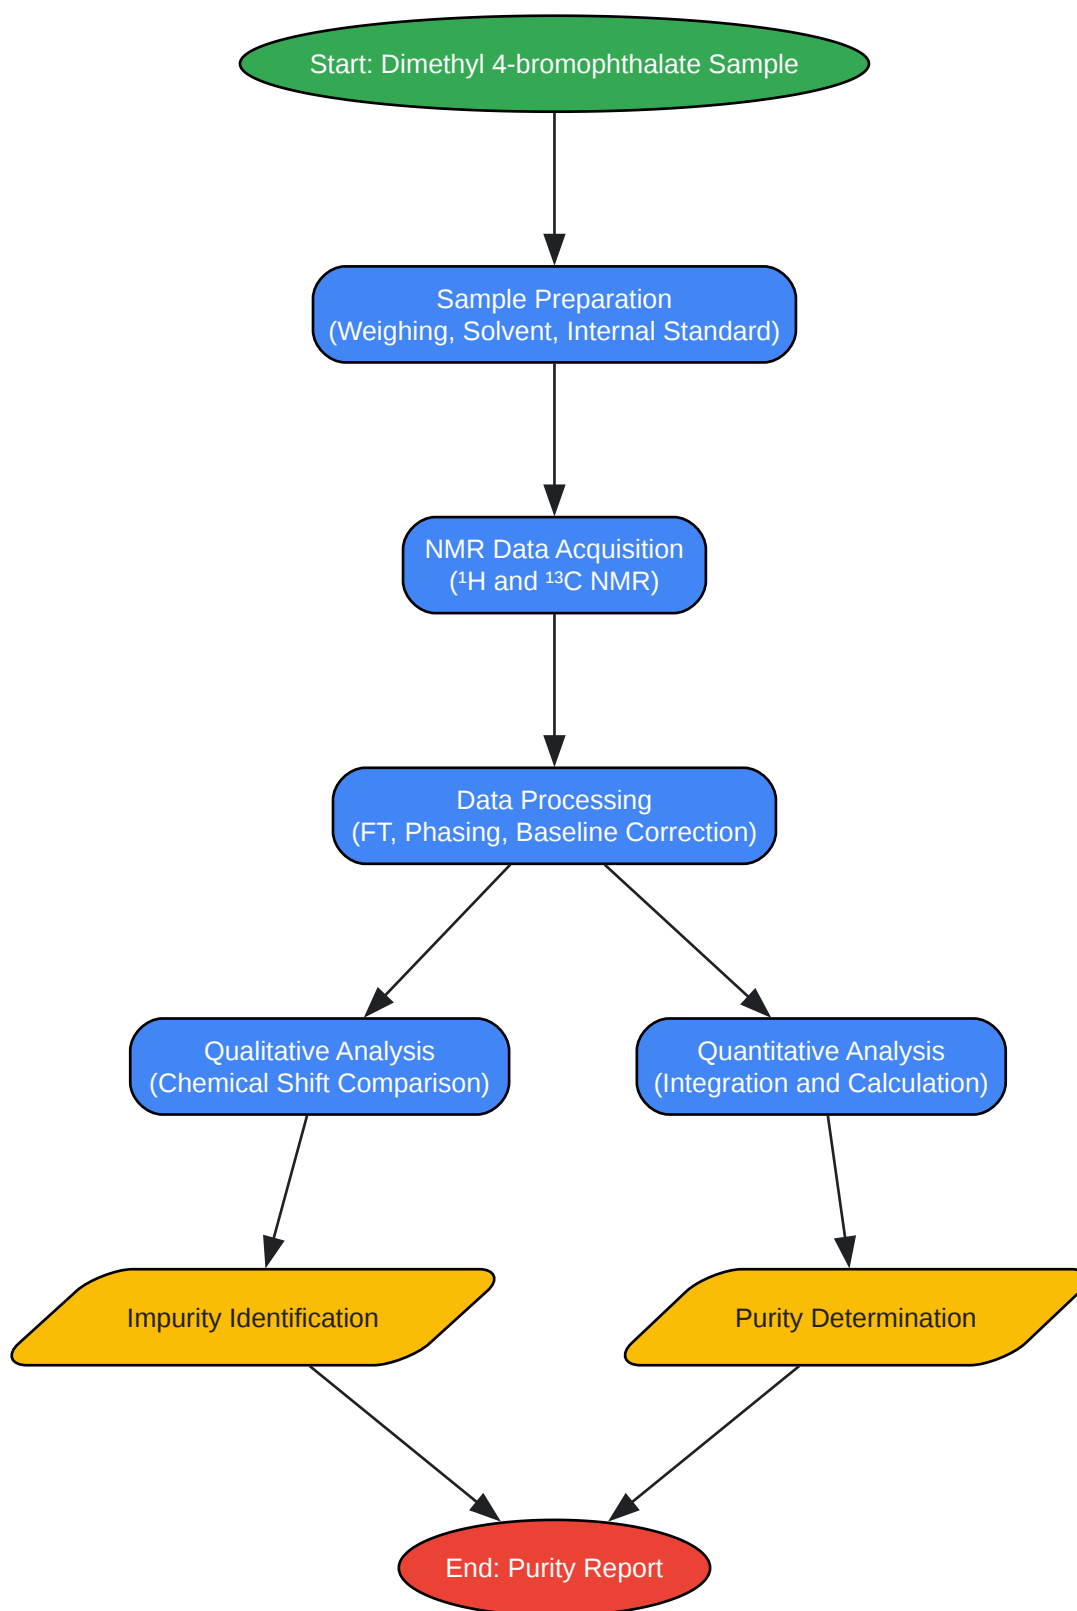 Start: Dimethyl 4-bromophthalate Sample
Sample Preparation
(Weighing, Solvent, Internal Standard)
NMR Data Acquisition
(¹H and ¹³C NMR)
Data Processing
(FT, Phasing, Baseline Correction)
Qualitative Analysis
(Chemical Shift Comparison)
Quantitative Analysis
(Integration and Calculation)
Impurity Identification
Purity Determination
End: Purity Report